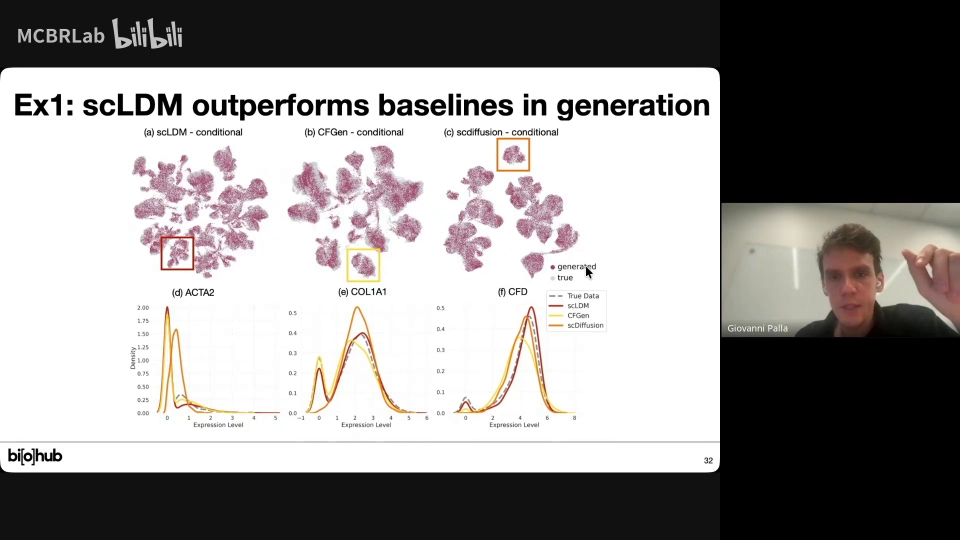 MCBRLab bilibili
Ex1: scLDM outperforms baselines in generation
(a) scLDM - conditional
(b) CFGen - conditional
(c) scdiffusion - conditional
generated
true
(d) ACTA2
(e) COL1A1
(f) CFD
True Data
scLDM
CFGen
scDiffusion
Density
2.00
1.75
1.50
1.25
1.00
0.75
0.50
0.25
0.00
0 1 2 3 4 5
Expression Level
0.5
0.4
0.3
0.2
0.1
0.0
−1 0 1 2 3 4 5 6
Expression Level
0.5
0.4
0.3
0.2
0.1
0.0
0 2 4 6 8
Expression Level
bi[o]hub
32
Giovanni Palla